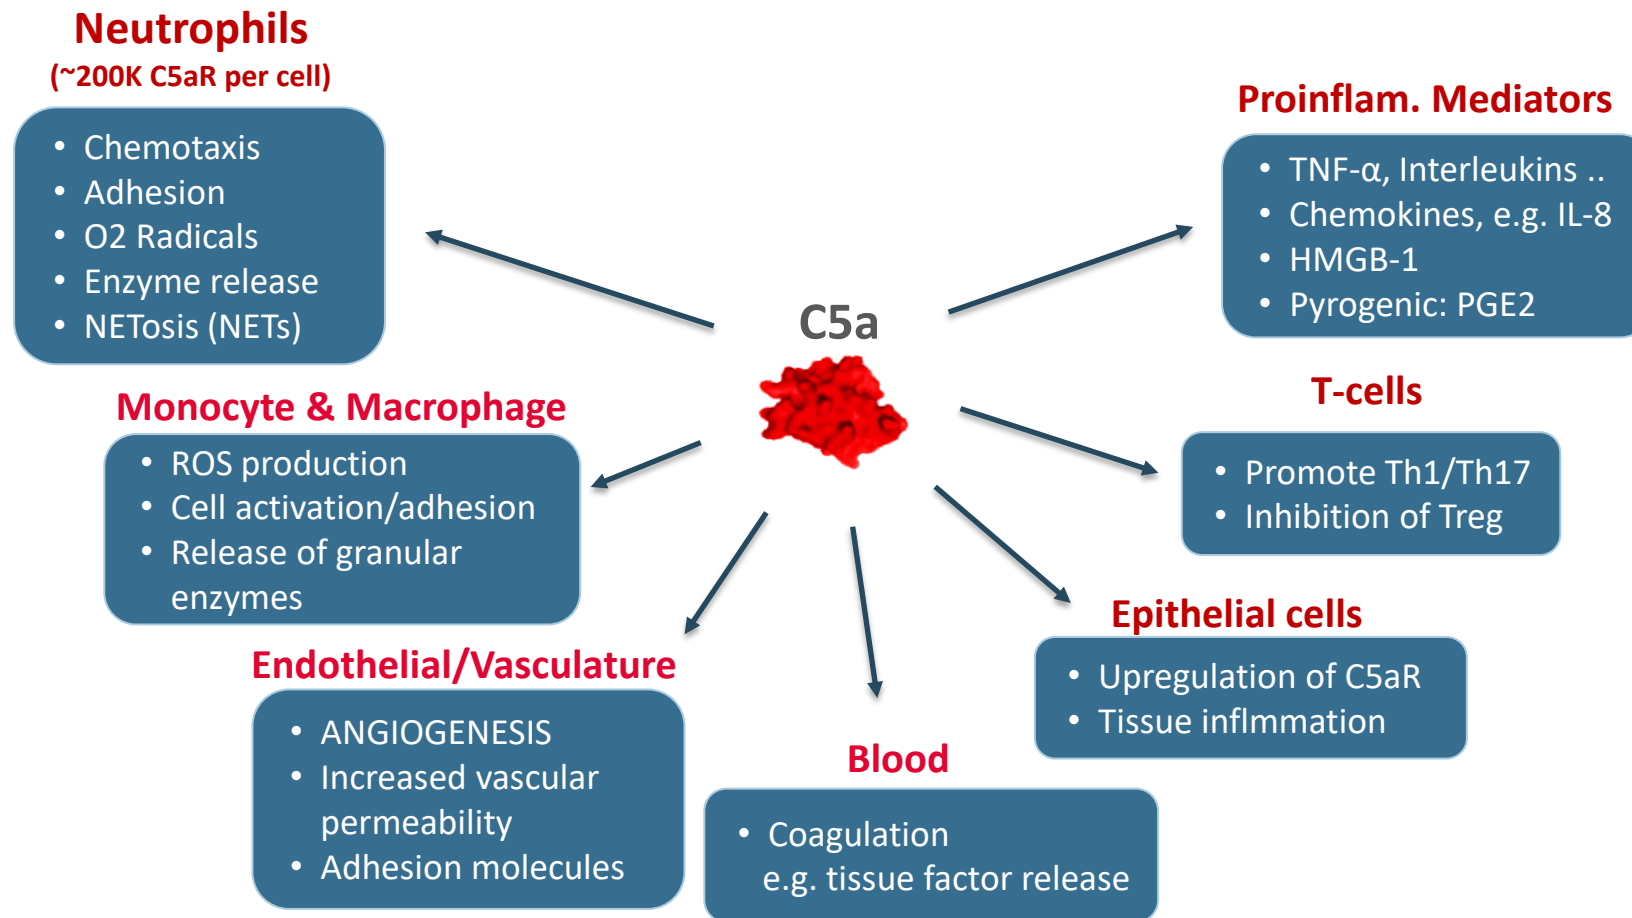 Neutrophils
(~200K C5aR per cell)
• Chemotaxis
• Adhesion
• O2 Radicals
• Enzyme release
• NETosis (NETs)
Monocyte & Macrophage
• ROS production
• Cell activation/adhesion
• Release of granular
enzymes
Endothelial/Vasculature
• ANGIOGENESIS
• Increased vascular
permeability
• Adhesion molecules
C5a
Blood
• Coagulation
e.g. tissue factor release
Proinflam. Mediators
• TNF-α, Interleukins ..
• Chemokines, e.g. IL-8
• HMGB-1
• Pyrogenic: PGE2
T-cells
• Promote Th1/Th17
• Inhibition of Treg
Epithelial cells
• Upregulation of C5aR
• Tissue inflmmation